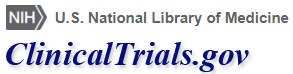 NIH U.S. National Library of Medicine
ClinicalTrials.gov